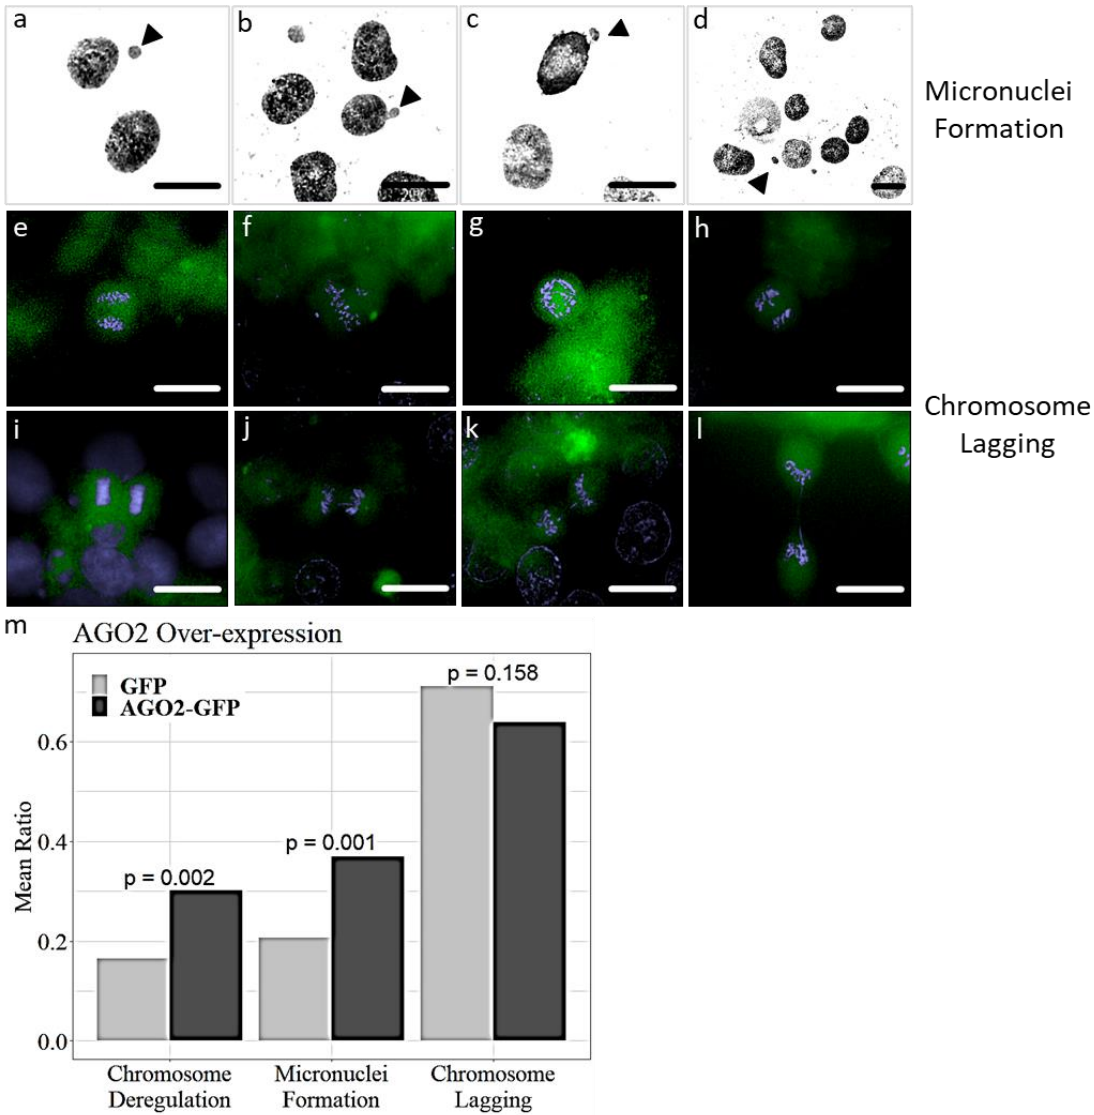 a
b
c
d
Micronuclei
Formation
e
f
g
h
i
j
k
l
Chromosome
Lagging
m
AGO2 Over-expression
GFP
AGO2-GFP
p = 0.002
p = 0.001
p = 0.158
Mean Ratio
0.6
0.4
0.2
0.0
Chromosome
Deregulation
Micronuclei
Formation
Chromosome
Lagging